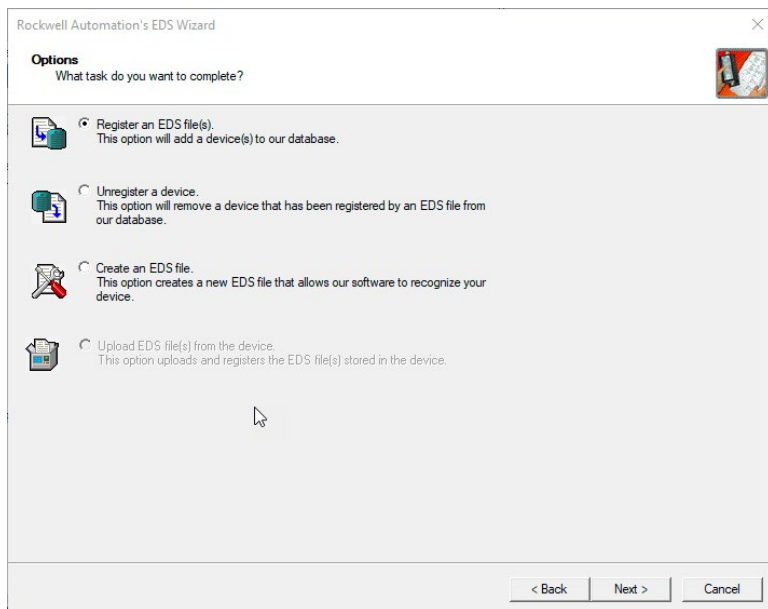 Rockwell Automation's EDS Wizard
Options
What task do you want to complete?
Register an EDS file(s).
This option will add a device(s) to our database.
Unregister a device.
This option will remove a device that has been registered by an EDS file from
our database.
Create an EDS file.
This option creates a new EDS file that allows our software to recognize your
device.
Upload EDS file(s) from the device.
This option uploads and registers the EDS file(s) stored in the device.
< Back
Next >
Cancel